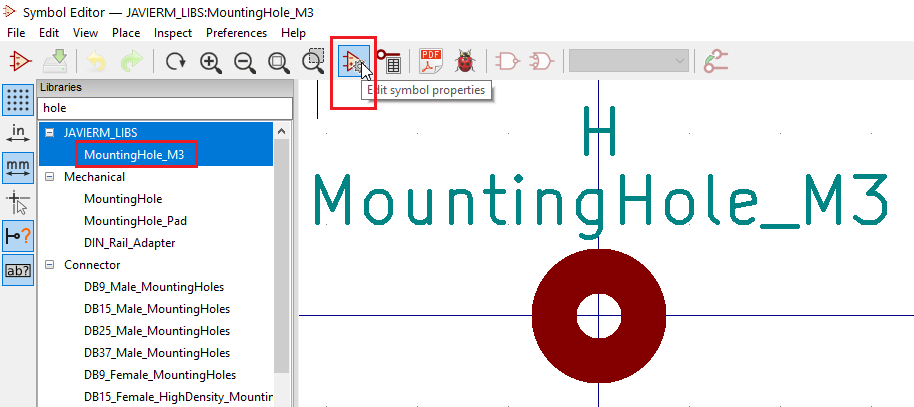 Symbol Editor — JAVIERM_LIBS:MountingHole_M3
File Edit View Place Inspect Preferences Help
PDF
Edit symbol properties
Libraries
hole
in
mm
ab?
JAVIERM_LIBS
MountingHole_M3
Mechanical
MountingHole
MountingHole_Pad
DIN_Rail_Adapter
Connector
DB9_Male_MountingHoles
DB15_Male_MountingHoles
DB25_Male_MountingHoles
DB37_Male_MountingHoles
DB9_Female_MountingHoles
DB15_Female_HighDensity_Mountin
H
MountingHole_M3